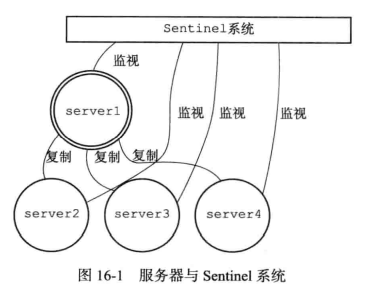 Sentinel系统
监视
server1
监视 监视 监视
复制 复制 复制
server2 server3 server4
图 16-1 服务器与 Sentinel 系统